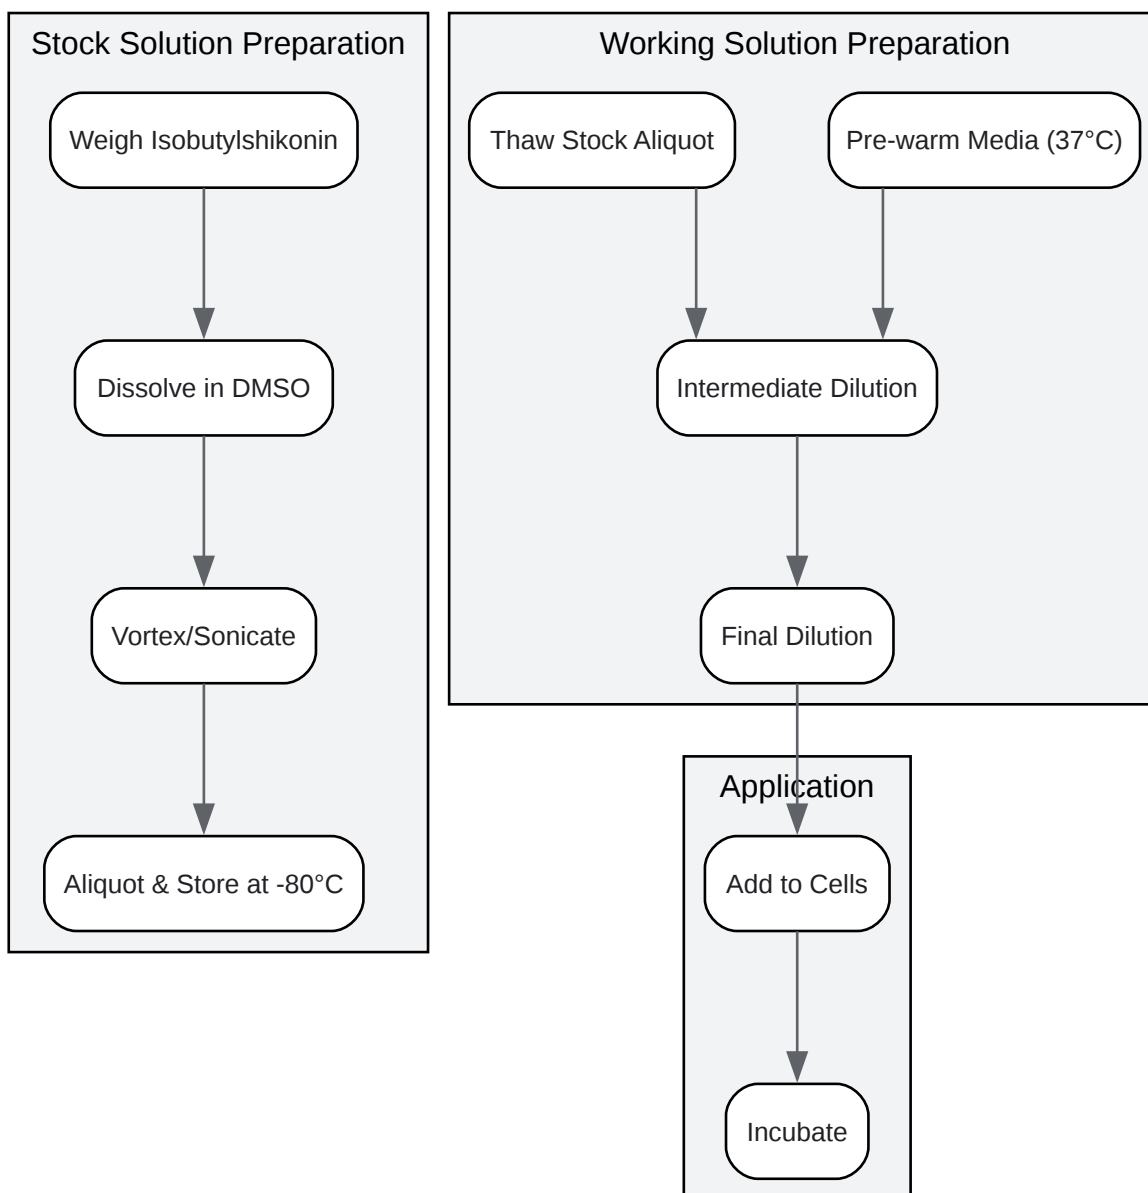 Stock Solution Preparation
Weigh Isobutylshikonin
Dissolve in DMSO
Vortex/Sonicate
Aliquot & Store at -80°C
Working Solution Preparation
Thaw Stock Aliquot
Pre-warm Media (37°C)
Intermediate Dilution
Final Dilution
Application
Add to Cells
Incubate